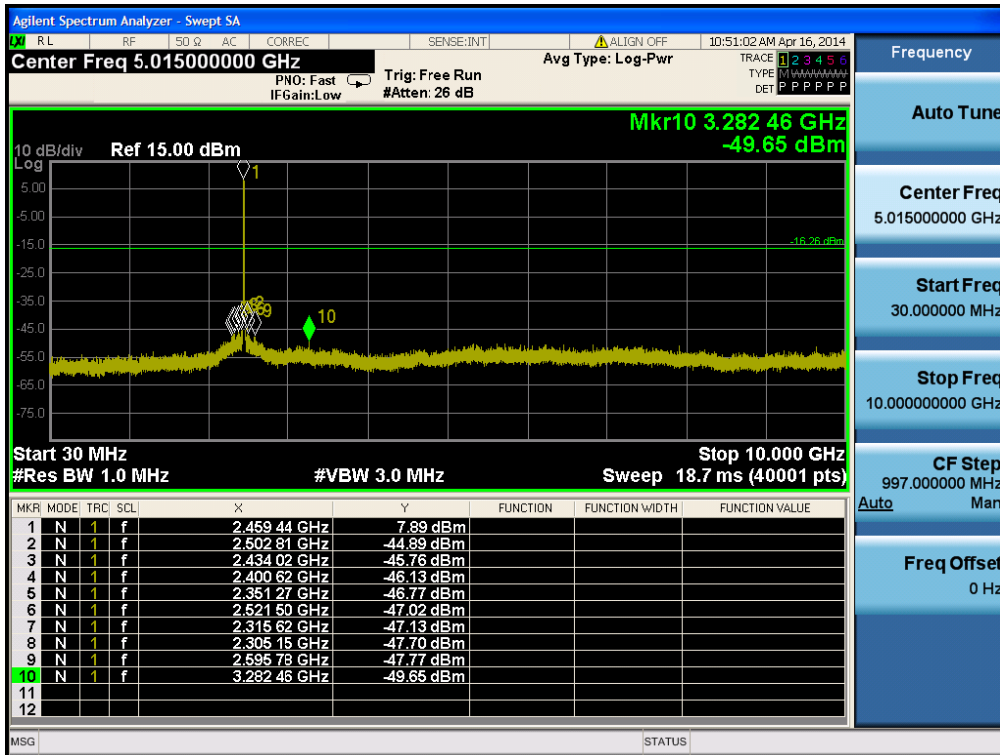 Agilent Spectrum Analyzer - Swept SA
LXI RL RF 50 Ω AC CORREC SENSE:INT ALIGN OFF 10:51:02 AM Apr 16, 2014
Center Freq 5.015000000 GHz
PNO: Fast
IFGain:Low
Trig: Free Run
#Atten: 26 dB
Avg Type: Log-Pwr
TRACE 1 2 3 4 5 6
TYPE M
DET P P P P P P
Mkr10 3.282 46 GHz
-49.65 dBm
10 dB/div Ref 15.00 dBm
Log
5.00
-5.00
-15.0
-25.0
-35.0
-45.0
-55.0
-65.0
-75.0
1
-16.26 dBm
9
10
Start 30 MHz Stop 10.000 GHz
#Res BW 1.0 MHz #VBW 3.0 MHz Sweep 18.7 ms (40001 pts)
MKR MODE TRC SCL X Y FUNCTION FUNCTION WIDTH FUNCTION VALUE
1 N 1 f 2.459 44 GHz 7.89 dBm
2 N 1 f 2.502 81 GHz -44.89 dBm
3 N 1 f 2.434 02 GHz -45.76 dBm
4 N 1 f 2.400 62 GHz -46.13 dBm
5 N 1 f 2.351 27 GHz -46.77 dBm
6 N 1 f 2.521 50 GHz -47.02 dBm
7 N 1 f 2.315 62 GHz -47.13 dBm
8 N 1 f 2.305 15 GHz -47.70 dBm
9 N 1 f 2.595 78 GHz -47.77 dBm
10 N 1 f 3.282 46 GHz -49.65 dBm
11
12
MSG STATUS
Frequency
Auto Tune
Center Freq
5.015000000 GHz
Start Freq
30.000000 MHz
Stop Freq
10.000000000 GHz
CF Step
997.000000 MHz
Auto Man
Freq Offset
0 Hz